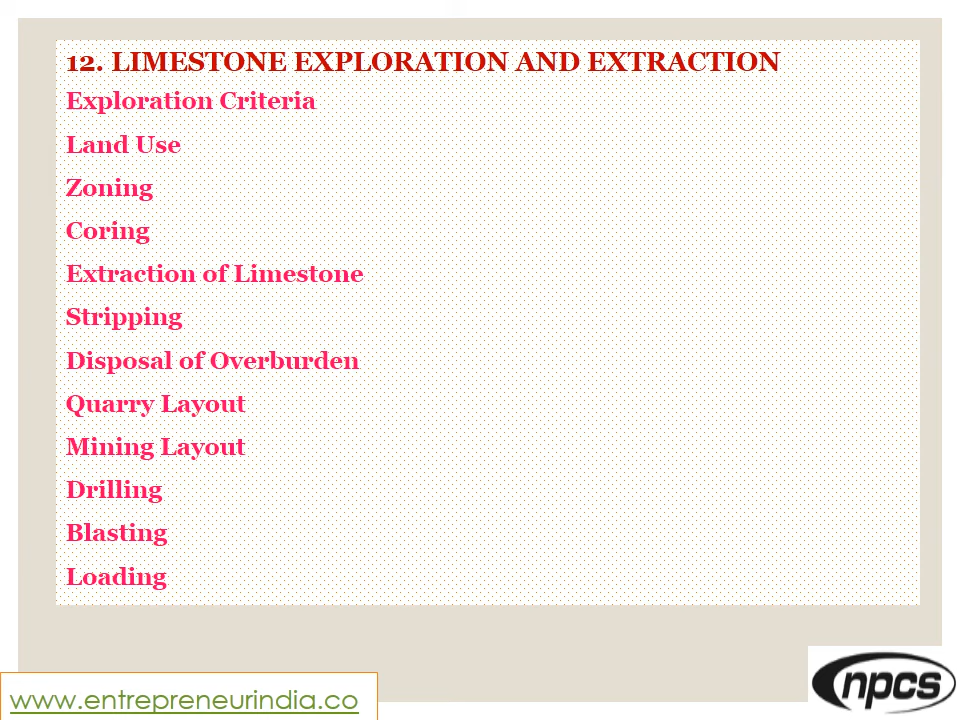 12. LIMESTONE EXPLORATION AND EXTRACTION
Exploration Criteria
Land Use
Zoning
Coring
Extraction of Limestone
Stripping
Disposal of Overburden
Quarry Layout
Mining Layout
Drilling
Blasting
Loading
www.entrepreneurindia.co
npcs